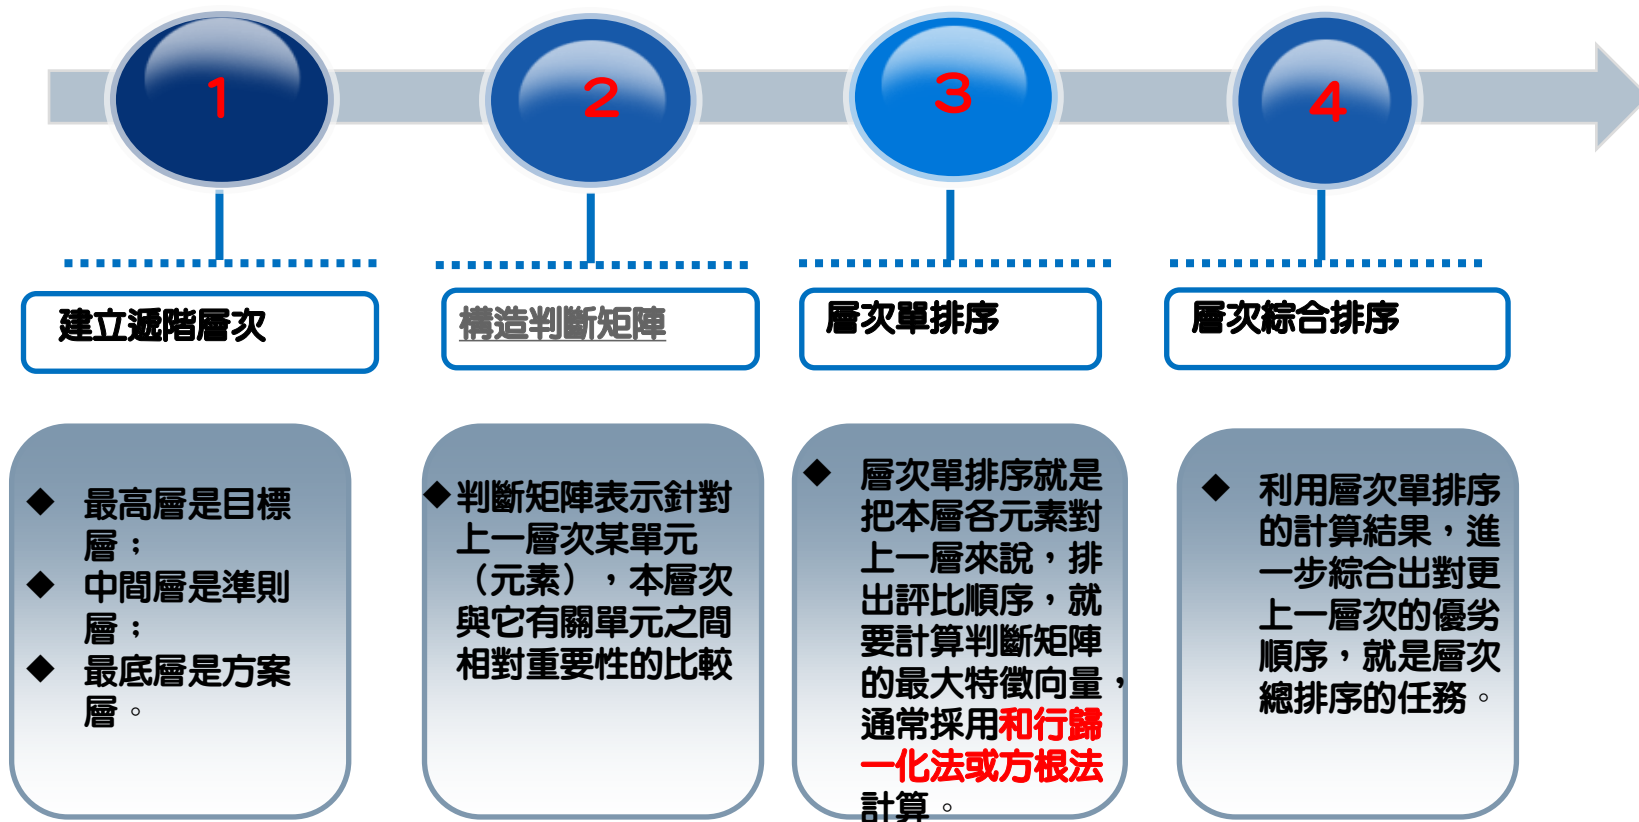 1
2
3
4
建立遞階層次
構造判斷矩陣
層次單排序
層次綜合排序
◆ 最高層是目標
層；
◆ 中間層是準則
層；
◆ 最底層是方案
層。
◆ 判斷矩陣表示針對
上一層次某單元
（元素），本層次
與它有關單元之間
相對重要性的比較
◆ 層次單排序就是
把本層各元素對
上一層來說，排
出評比順序，就
要計算判斷矩陣
的最大特徵向量，
通常採用和行歸
一化法或方根法
計算。
◆ 利用層次單排序
的計算結果，進
一步綜合出對更
上一層次的優劣
順序，就是層次
總排序的任務。